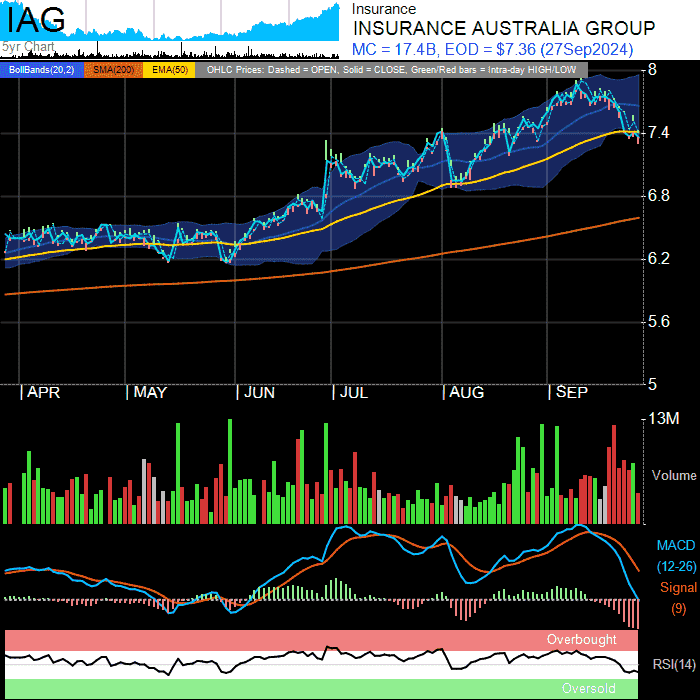 IAG
5yr Chart
Insurance
INSURANCE AUSTRALIA GROUP
MC = 17.4B, EOD = $7.36 (27Sep2024)
BollBands(20,2) SMA(200) EMA(50) OHLC Prices: Dashed = OPEN, Solid = CLOSE, Green/Red bars = Intra-day HIGH/LOW
8
7.4
6.8
6.2
5.6
5
APR MAY JUN JUL AUG SEP
13M
Volume
MACD
(12-26)
Signal
(9)
Overbought
RSI(14)
Oversold